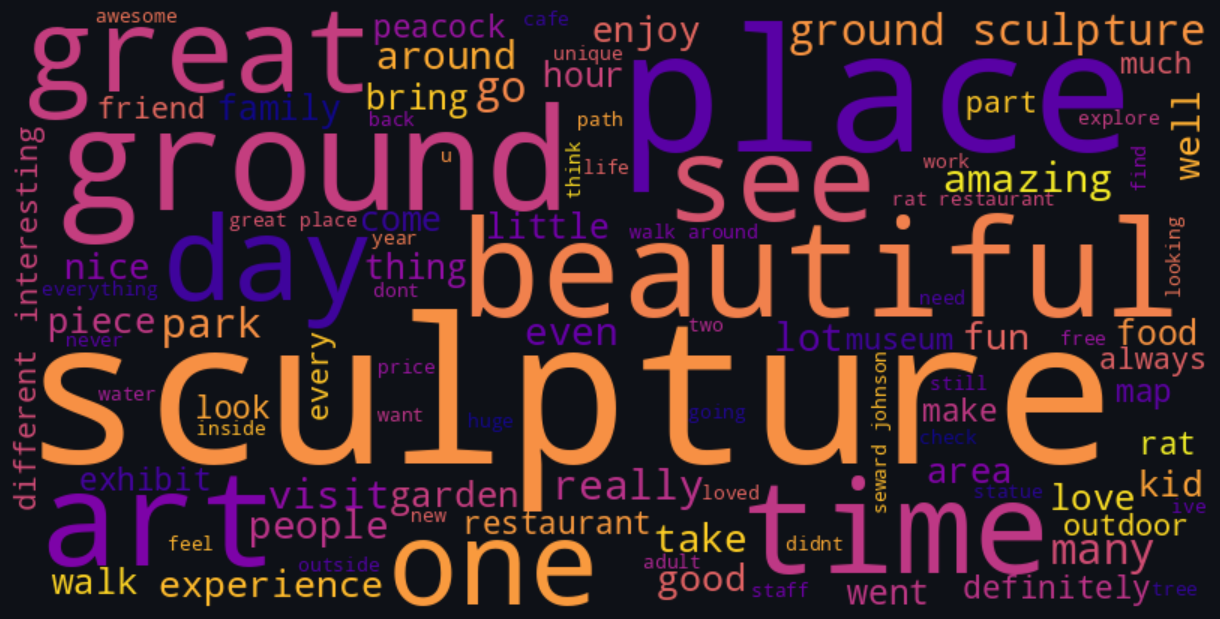 awesome
great
peacock
cafe
around
enjoy
unique
hour
place
ground sculpture
much
friend
family
bring
go
back
path
part
explore
well
ground
u
think
life
see
work
amazing
find
rat restaurant
interesting
great place
come
little
walk around
day
year
beautiful
looking
nice
thing
everything
dont
need
piece
park
never
even
two
lot
museum
fun
free
food
always
sculpture
every
price
different
water
look
inside
want
huge
going
seward johnson
still
make
map
check
rat
exhibit
art
visit
garden
really
loved
area
statue
love
kid
ive
people
new
restaurant
time
outdoor
feel
one
take
didnt
many
outside
adult
walk
experience
good
staff
went
definitely
tree